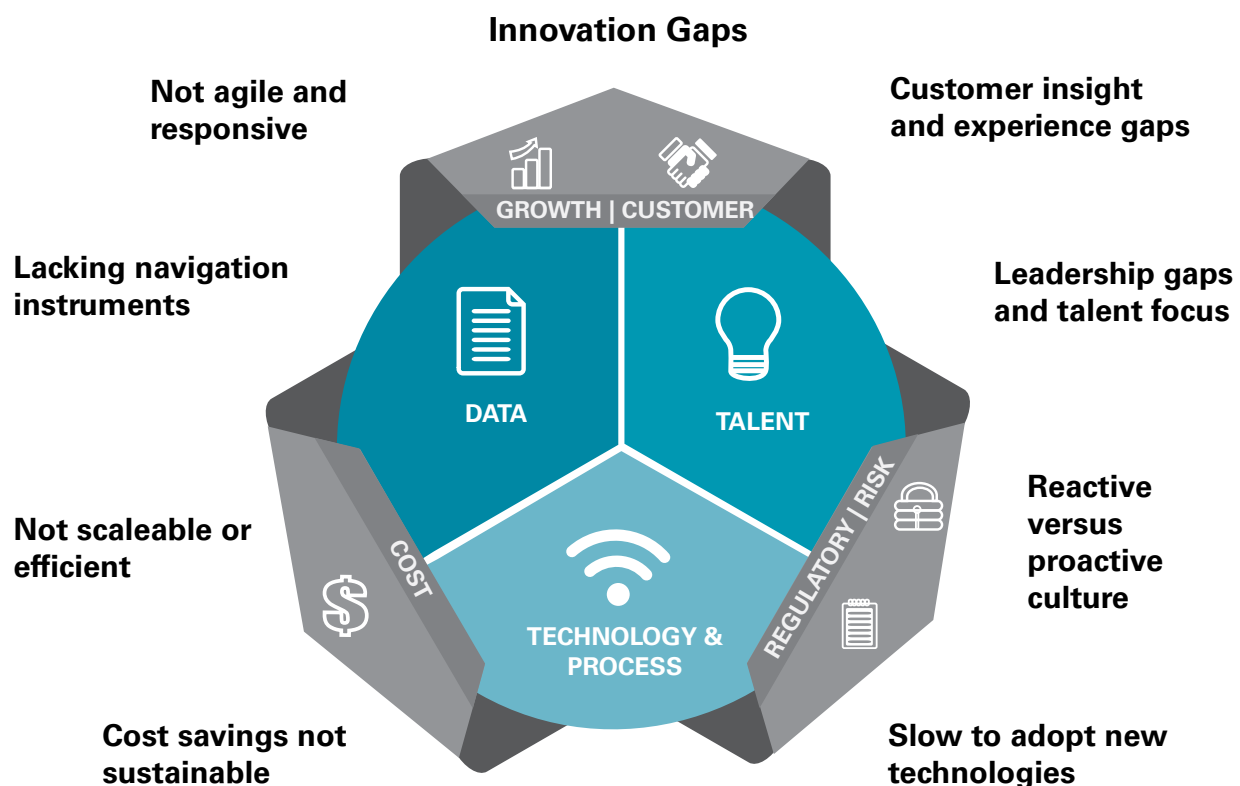 Innovation Gaps
Not agile and
responsive
Customer insight
and experience gaps
GROWTH | CUSTOMER
Lacking navigation
instruments
Leadership gaps
and talent focus
DATA
TALENT
Not scaleable or
efficient
COST
REGULATORY | RISK
Reactive
versus
proactive
culture
$
TECHNOLOGY &
PROCESS
Cost savings not
sustainable
Slow to adopt new
technologies